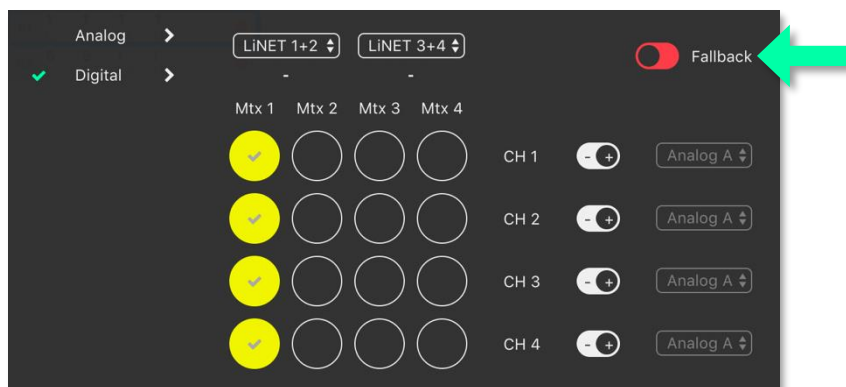 Analog
LiNET 1+2 LiNET 3+4
Fallback
Digital
- -
Mtx 1 Mtx 2 Mtx 3 Mtx 4
CH 1 - + Analog A
CH 2 - + Analog A
CH 3 - + Analog A
CH 4 - + Analog A